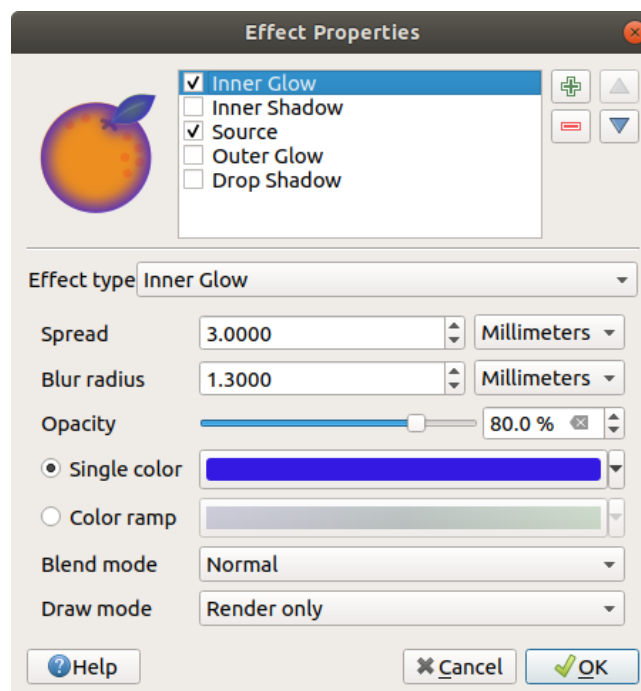 Effect Properties
Inner Glow
Inner Shadow
Source
Outer Glow
Drop Shadow
Effect type Inner Glow
Spread 3.0000 Millimeters
Blur radius 1.3000 Millimeters
Opacity 80.0 %
Single color
Color ramp
Blend mode Normal
Draw mode Render only
Help Cancel OK